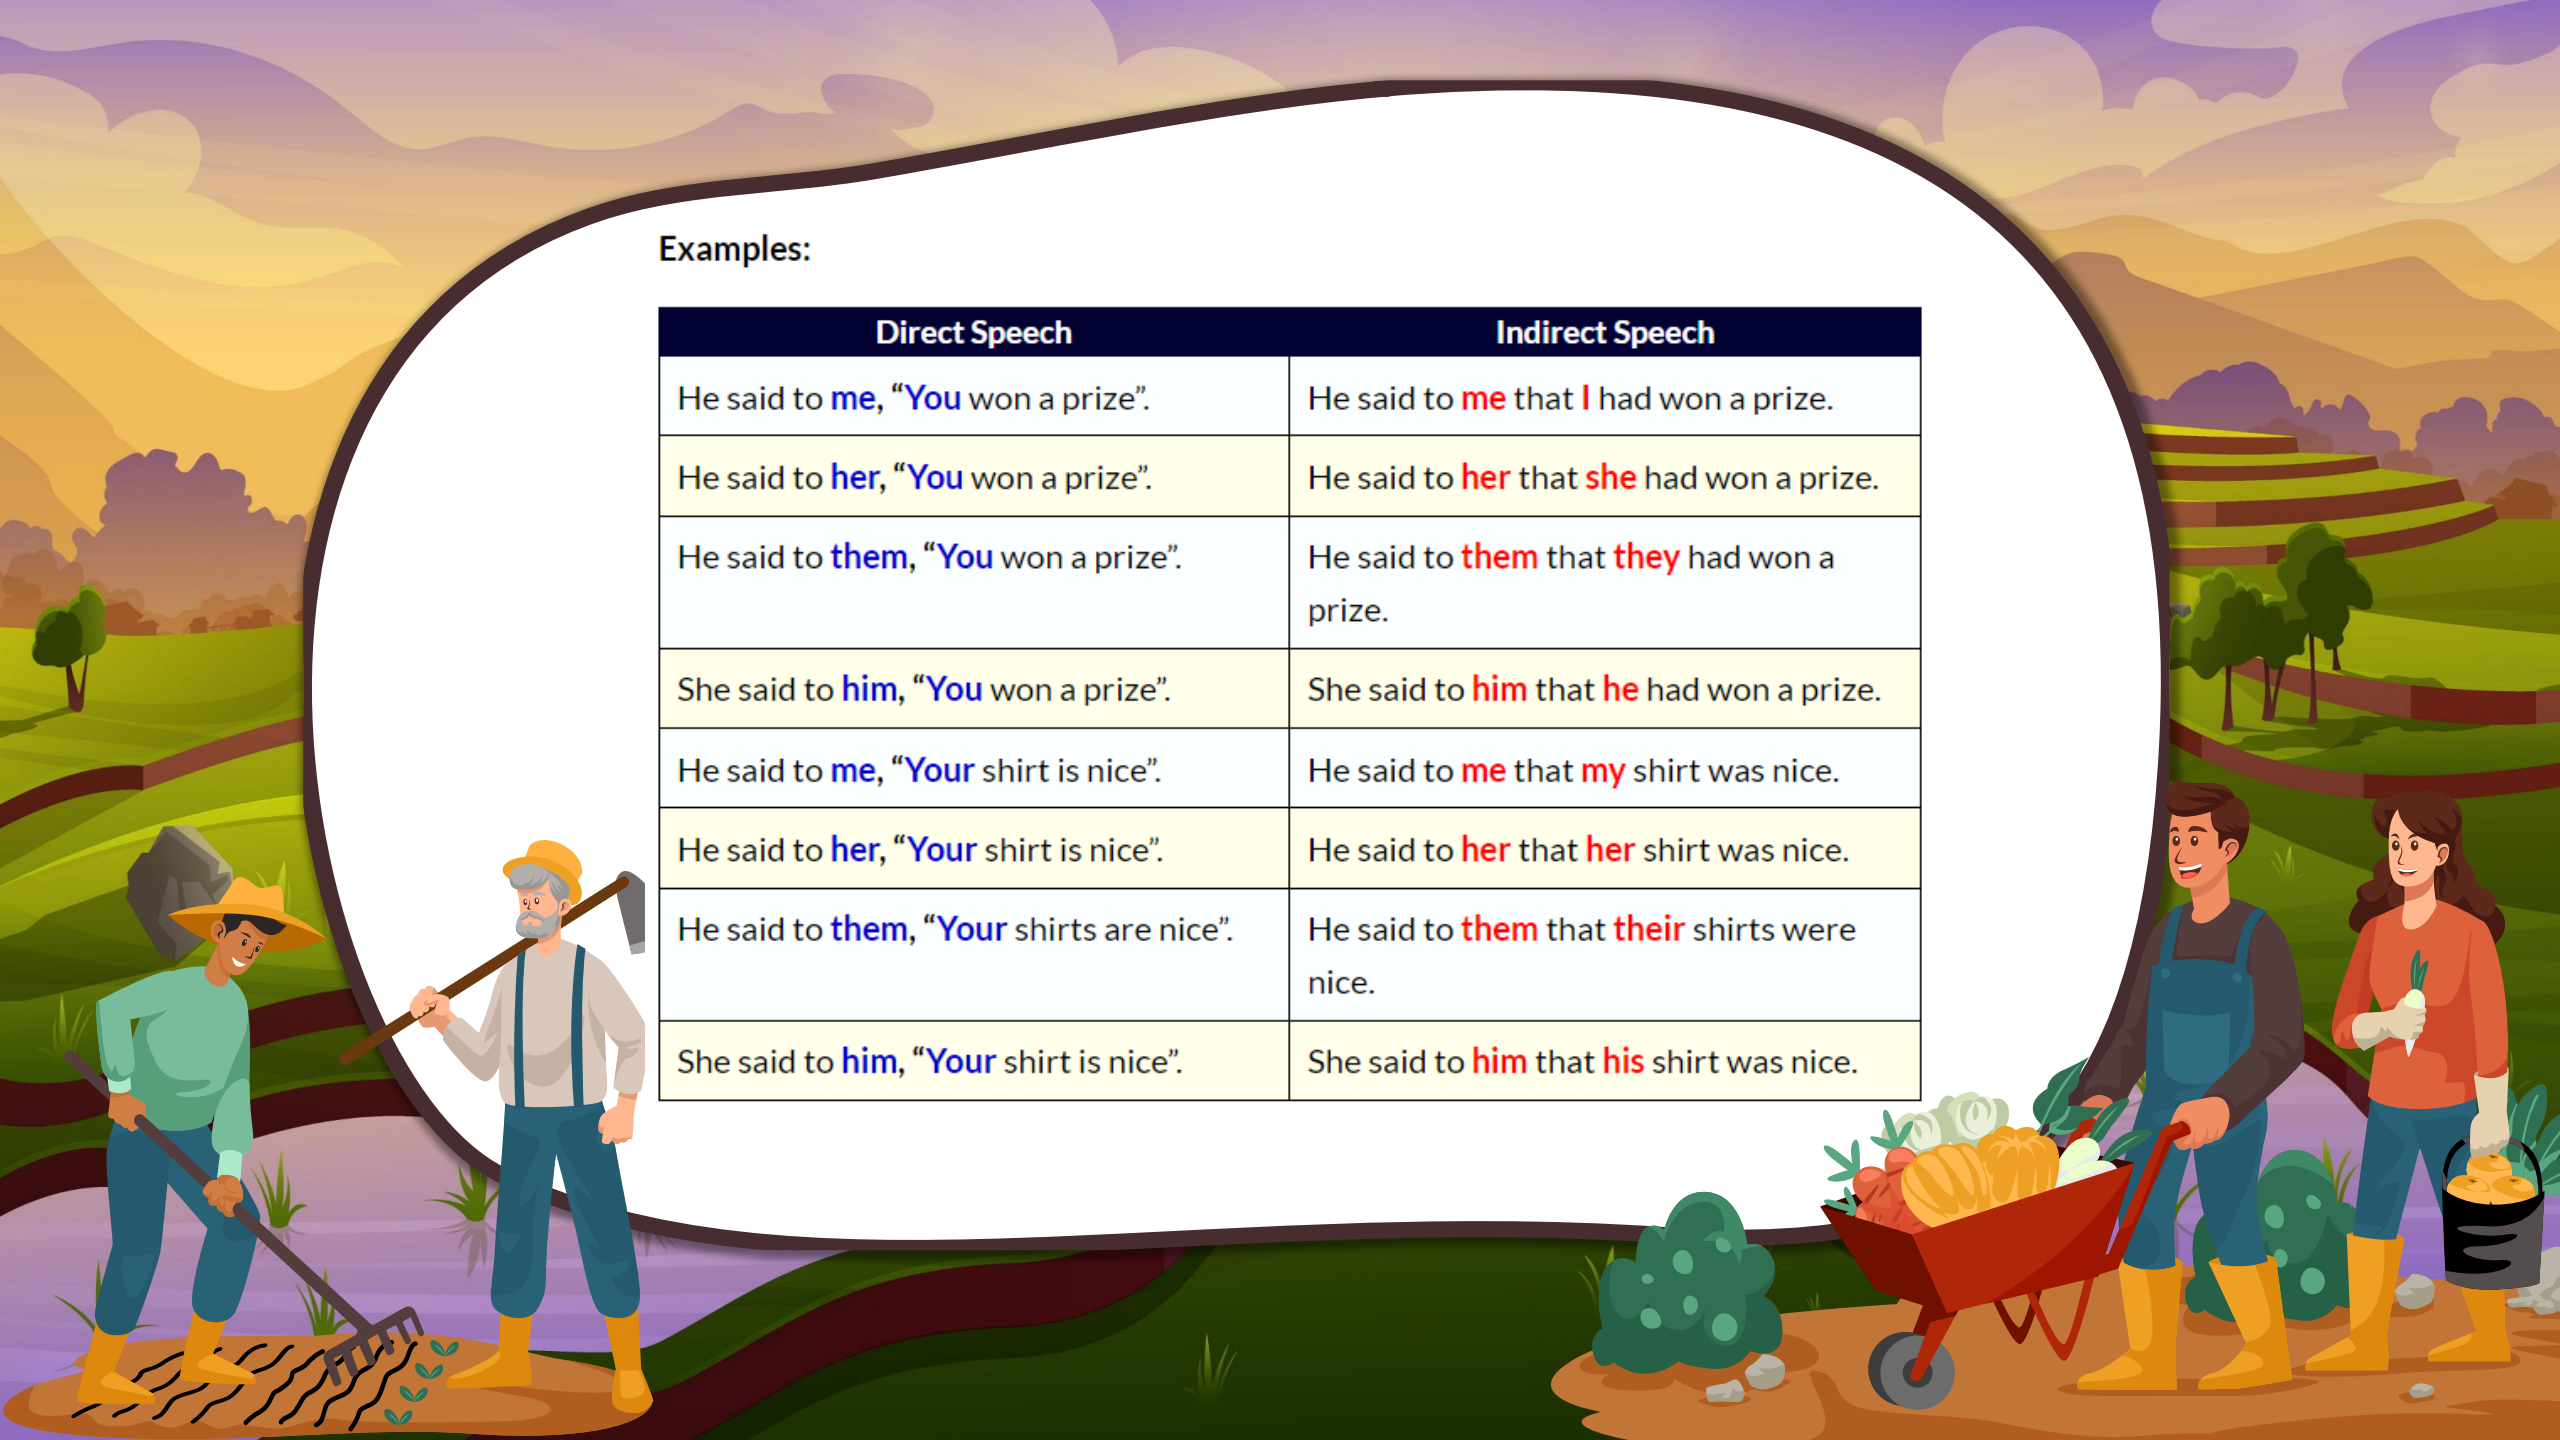 Examples:
Direct Speech Indirect Speech
He said to me, “You won a prize”. He said to me that I had won a prize.
He said to her, “You won a prize”. He said to her that she had won a prize.
He said to them, “You won a prize”. He said to them that they had won a
prize.
She said to him, “You won a prize”. She said to him that he had won a prize.
He said to me, “Your shirt is nice”. He said to me that my shirt was nice.
He said to her, “Your shirt is nice”. He said to her that her shirt was nice.
He said to them, “Your shirts are nice”. He said to them that their shirts were
nice.
She said to him, “Your shirt is nice”. She said to him that his shirt was nice.